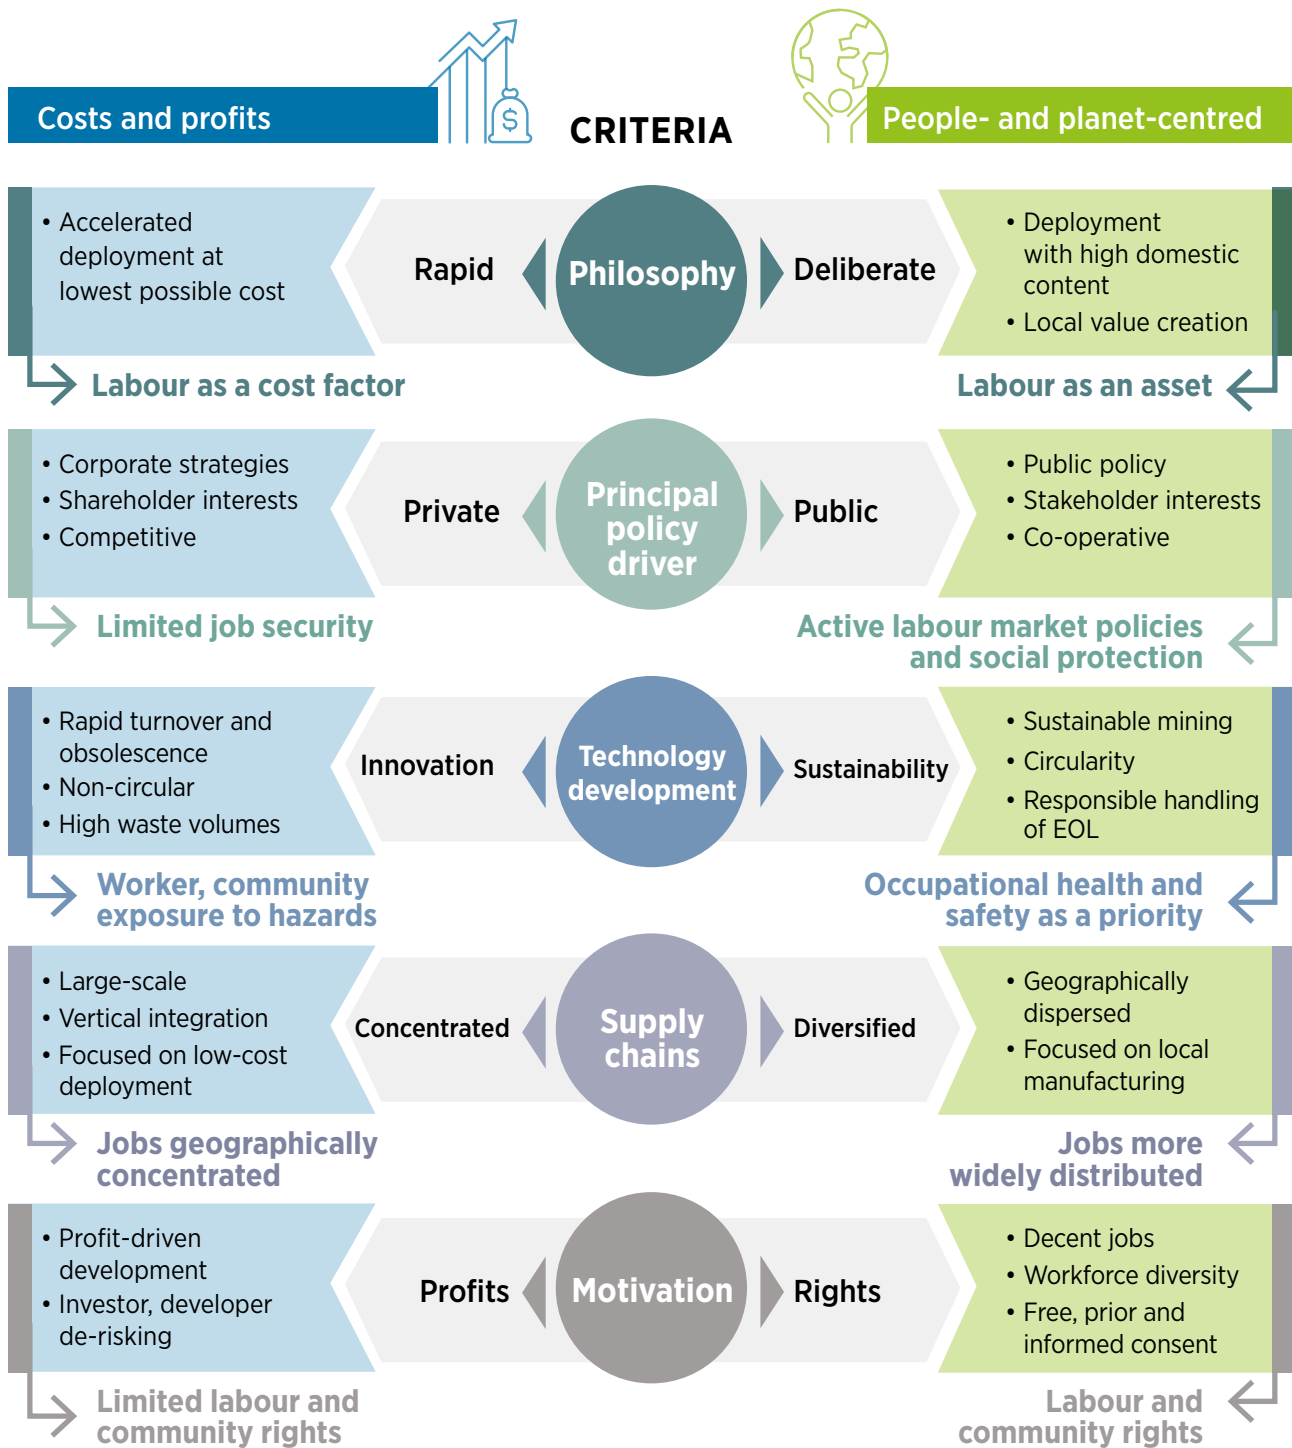 Costs and profits
$
CRITERIA
People- and planet-centred
• Accelerated
deployment at
lowest possible cost
Rapid
Philosophy
Deliberate
• Deployment
with high domestic
content
• Local value creation
Labour as a cost factor
Labour as an asset
• Corporate strategies
• Shareholder interests
• Competitive
Private
Principal
policy
driver
Public
• Public policy
• Stakeholder interests
• Co-operative
Limited job security
Active labour market policies
and social protection
• Rapid turnover and
obsolescence
• Non-circular
• High waste volumes
Innovation
Technology
development
Sustainability
• Sustainable mining
• Circularity
• Responsible handling
of EOL
Worker, community
exposure to hazards
Occupational health and
safety as a priority
• Large-scale
• Vertical integration
• Focused on low-cost
deployment
Concentrated
Supply
chains
Diversified
• Geographically
dispersed
• Focused on local
manufacturing
Jobs geographically
concentrated
Jobs more
widely distributed
• Profit-driven
development
• Investor, developer
de-risking
Profits
Motivation
Rights
• Decent jobs
• Workforce diversity
• Free, prior and
informed consent
Limited labour and
community rights
Labour and
community rights